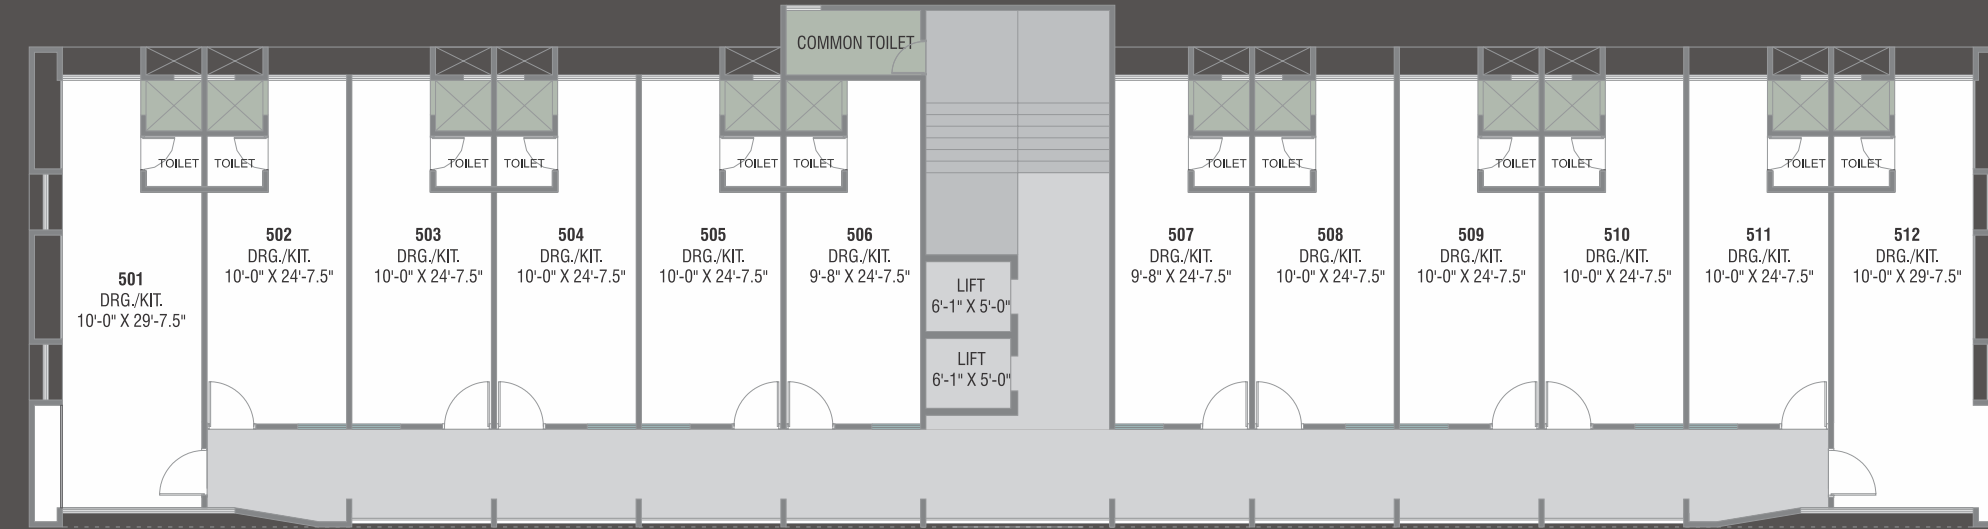 COMMON TOILET
TOILET
TOILET
TOILET
TOILET
TOILET
TOILET
TOILET
TOILET
TOILET
TOILET
TOILET
TOILET
501
DRG./KIT.
10'-0" X 29'-7.5"
502
DRG./KIT.
10'-0" X 24'-7.5"
503
DRG./KIT.
10'-0" X 24'-7.5"
504
DRG./KIT.
10'-0" X 24'-7.5"
505
DRG./KIT.
10'-0" X 24'-7.5"
506
DRG./KIT.
9'-8" X 24'-7.5"
LIFT
6'-1" X 5'-0"
LIFT
6'-1" X 5'-0"
507
DRG./KIT.
9'-8" X 24'-7.5"
508
DRG./KIT.
10'-0" X 24'-7.5"
509
DRG./KIT.
10'-0" X 24'-7.5"
510
DRG./KIT.
10'-0" X 24'-7.5"
511
DRG./KIT.
10'-0" X 24'-7.5"
512
DRG./KIT.
10'-0" X 29'-7.5"